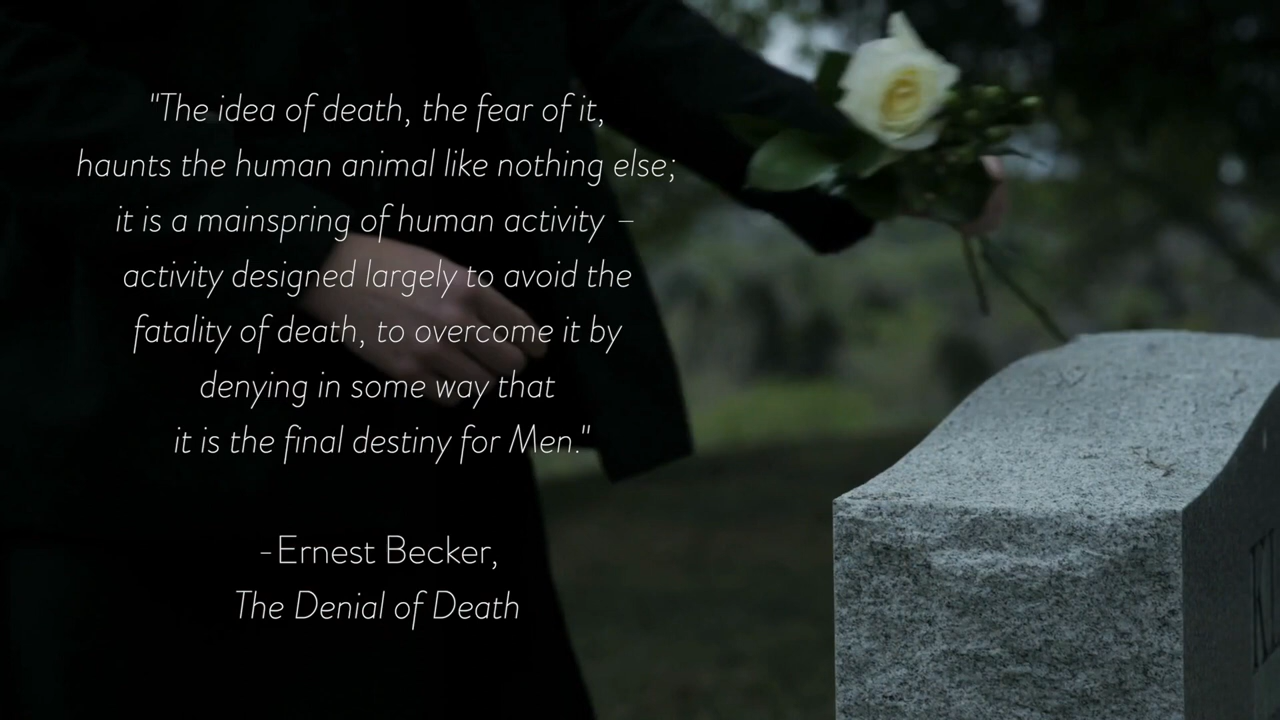 "The idea of death, the fear of it,
haunts the human animal like nothing else;
it is a mainspring of human activity –
activity designed largely to avoid the
fatality of death, to overcome it by
denying in some way that
it is the final destiny for Men."
-Ernest Becker,
The Denial of Death